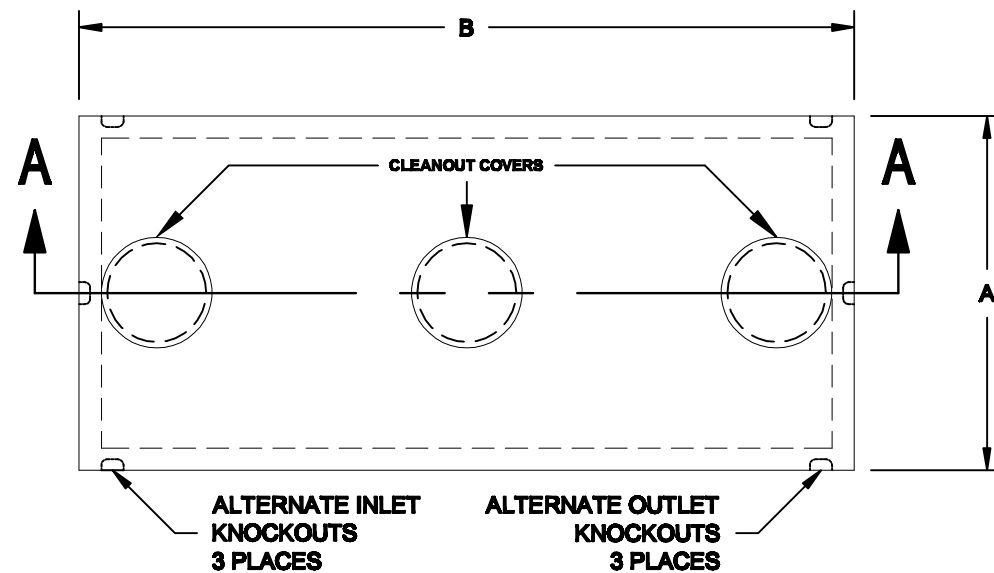 B
A
A
CLEANOUT COVERS
A
ALTERNATE INLET
KNOCKOUTS
3 PLACES
ALTERNATE OUTLET
KNOCKOUTS
3 PLACES